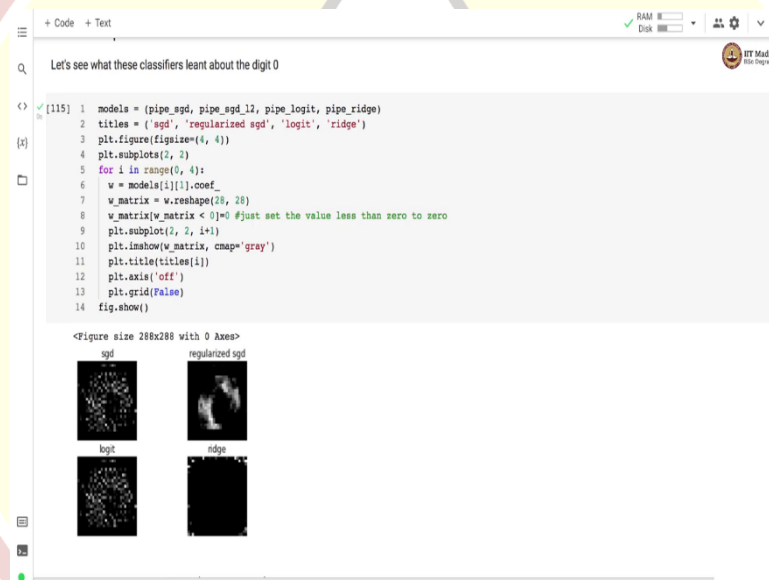 + Code + Text
RAM
Disk
IIT Mad
BSc Degre
Let's see what these classifiers leant about the digit 0
[115] 1 models = (pipe_sgd, pipe_sgd_l2, pipe_logit, pipe_ridge)
2 titles = ('sgd', 'regularized sgd', 'logit', 'ridge')
3 plt.figure(figsize=(4, 4))
4 plt.subplots(2, 2)
5 for i in range(0, 4):
6 w = models[i][1].coef_
7 w_matrix = w.reshape(28, 28)
8 w_matrix[w_matrix < 0]=0 #just set the value less than zero to zero
9 plt.subplot(2, 2, i+1)
10 plt.imshow(w_matrix, cmap='gray')
11 plt.title(titles[i])
12 plt.axis('off')
13 plt.grid(False)
14 fig.show()
{x}
<Figure size 288x288 with 0 Axes>
sgd regularized sgd
logit ridge